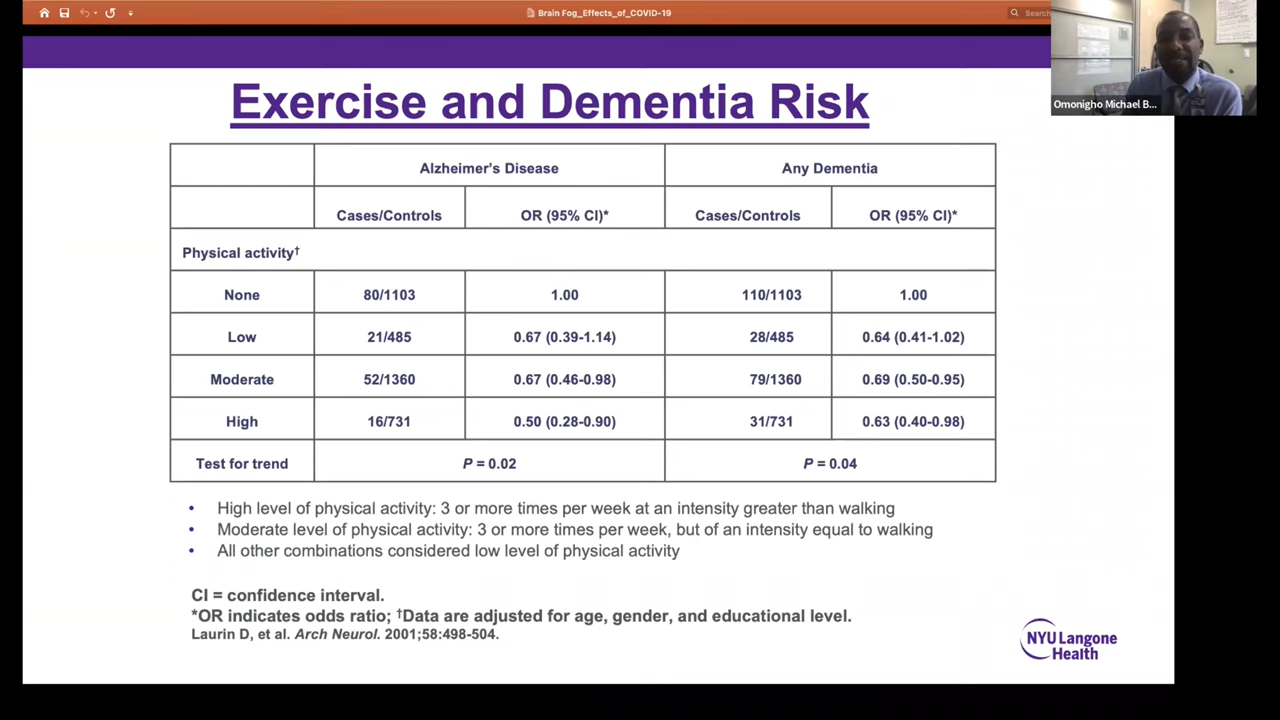 Brain Fog_Effects_of_COVID-19
Search
Omonigho Michael B...
Exercise and Dementia Risk
Alzheimer's Disease Any Dementia
Cases/Controls OR (95% CI)* Cases/Controls OR (95% CI)*
Physical activity†
None 80/1103 1.00 110/1103 1.00
Low 21/485 0.67 (0.39-1.14) 28/485 0.64 (0.41-1.02)
Moderate 52/1360 0.67 (0.46-0.98) 79/1360 0.69 (0.50-0.95)
High 16/731 0.50 (0.28-0.90) 31/731 0.63 (0.40-0.98)
Test for trend P = 0.02 P = 0.04
• High level of physical activity: 3 or more times per week at an intensity greater than walking
• Moderate level of physical activity: 3 or more times per week, but of an intensity equal to walking
• All other combinations considered low level of physical activity
CI = confidence interval.
*OR indicates odds ratio; †Data are adjusted for age, gender, and educational level.
Laurin D, et al. Arch Neurol. 2001;58:498-504.
NYU Langone
Health